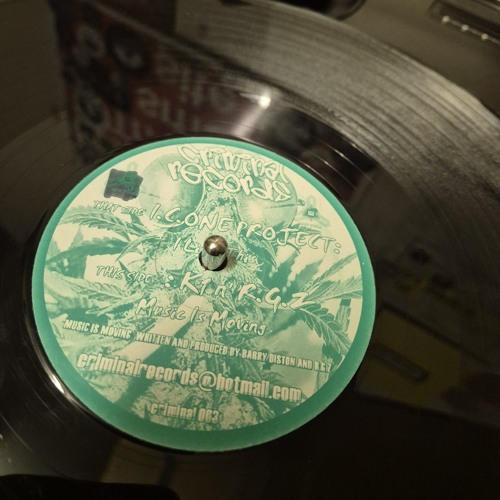 criminal
records
THAT SIDE I.C.ONE PROJECT:
THIS SIDE : K1 N' R.G.Z
Music Is Moving
'MUSIC IS MOVING' WRITTEN AND PRODUCED BY BARRY DISTON AND R.G.Z
criminalrecords@hotmail.com
criminal 003